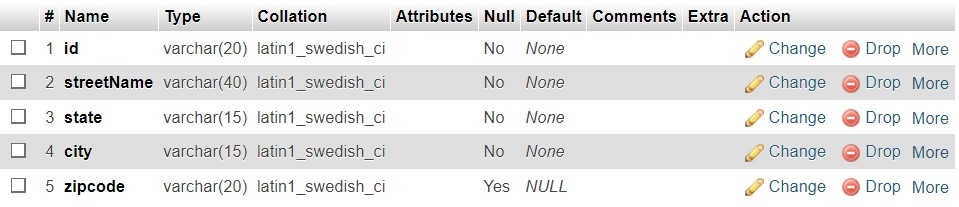 # Name Type Collation Attributes Null Default Comments Extra Action
1 id varchar(20) latin1_swedish_ci No None Change Drop More
2 streetName varchar(40) latin1_swedish_ci No None Change Drop More
3 state varchar(15) latin1_swedish_ci No None Change Drop More
4 city varchar(15) latin1_swedish_ci No None Change Drop More
5 zipcode varchar(20) latin1_swedish_ci Yes NULL Change Drop More